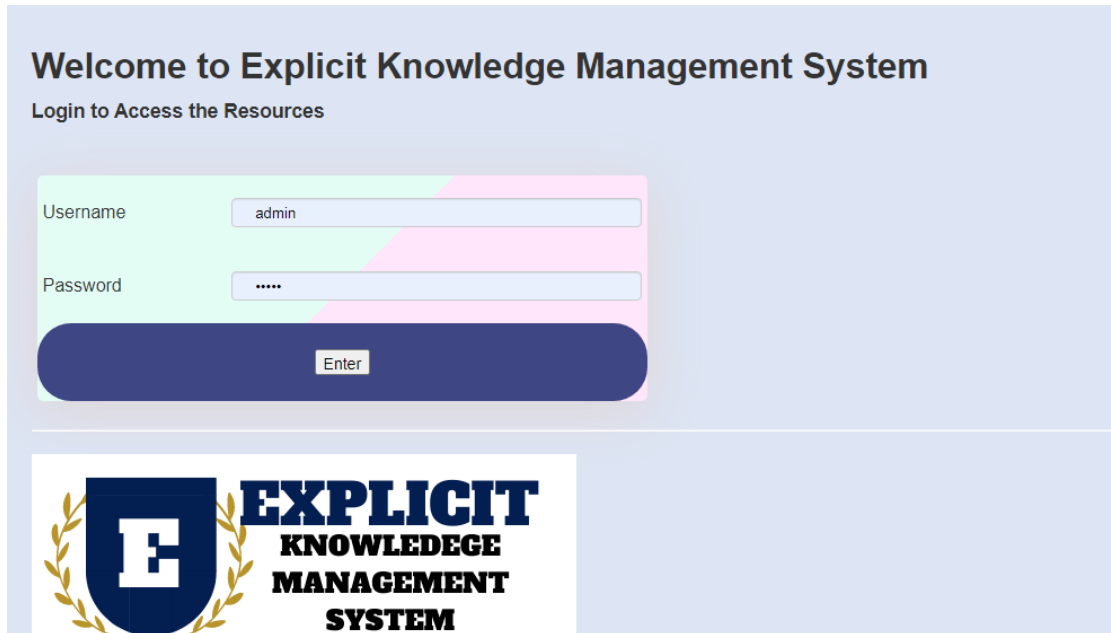 Welcome to Explicit Knowledge Management System
Login to Access the Resources
Username admin
Password •••••
Enter
E
EXPLICIT
KNOWLEDEGE
MANAGEMENT
SYSTEM